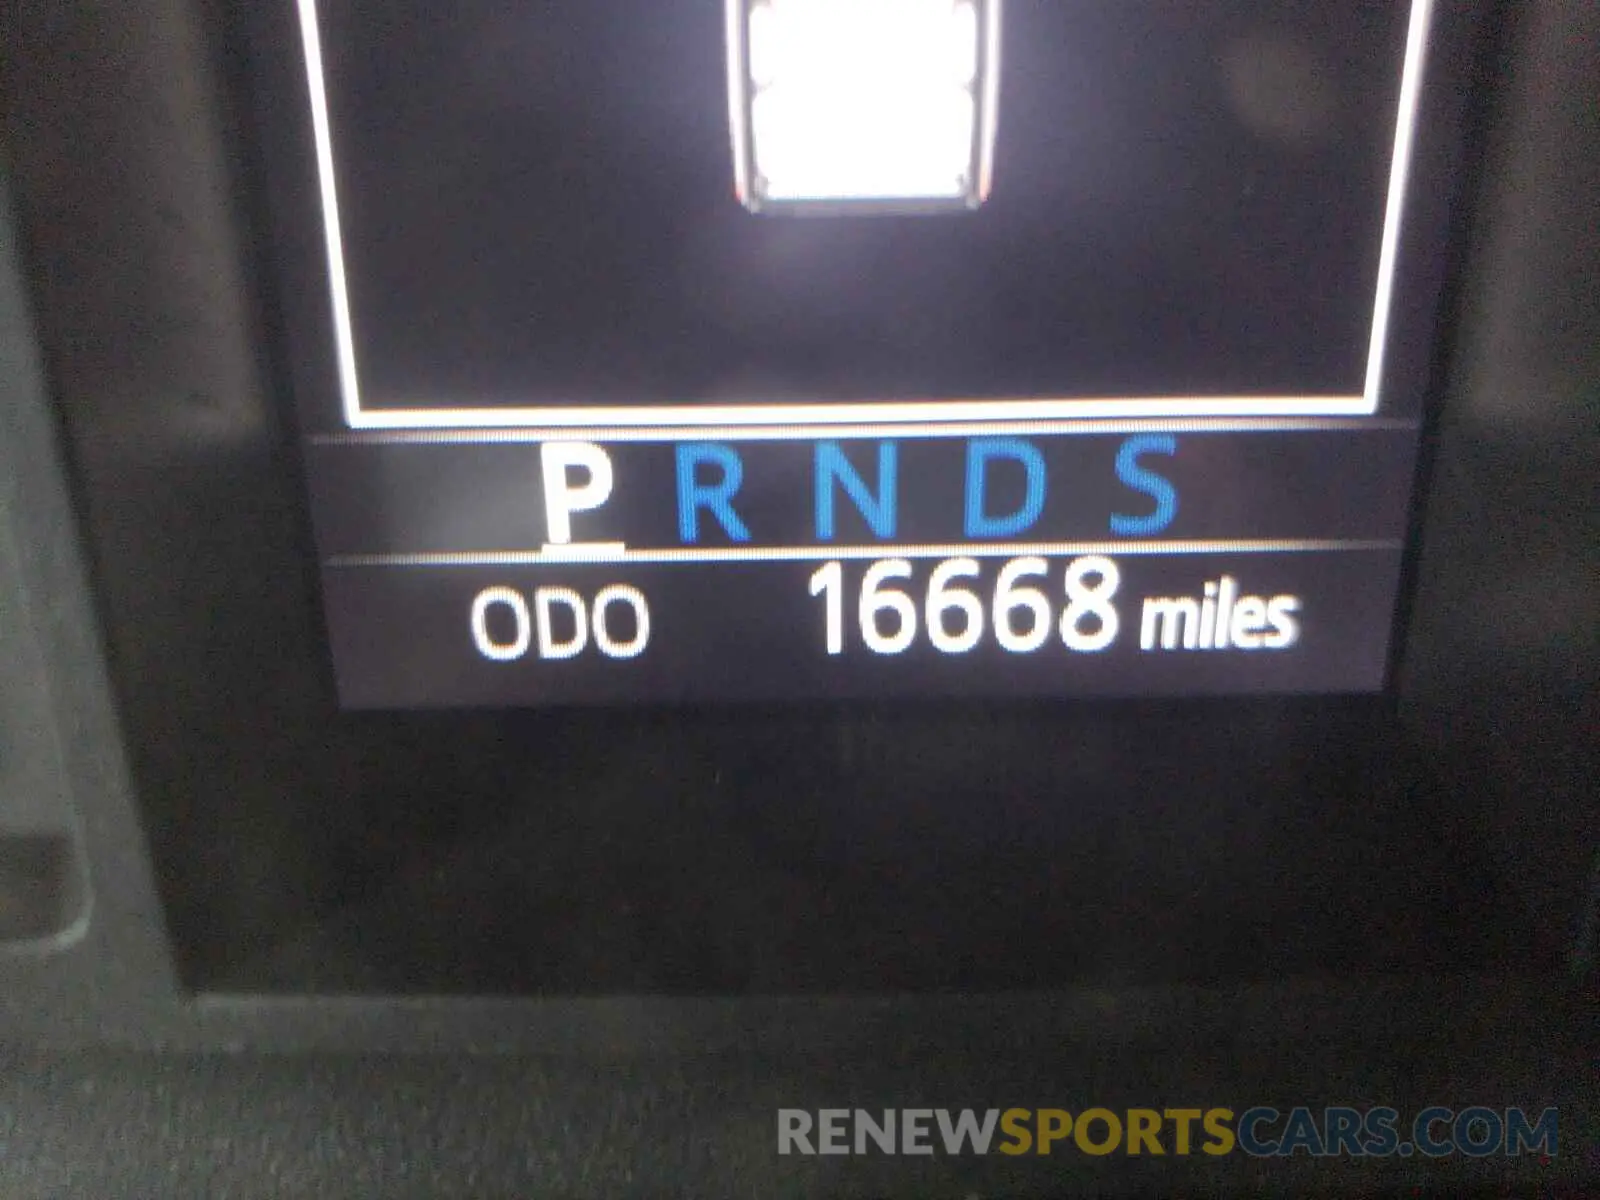 P R N D S
ODO 16668 miles
RENEWSPORTSCARS.COM